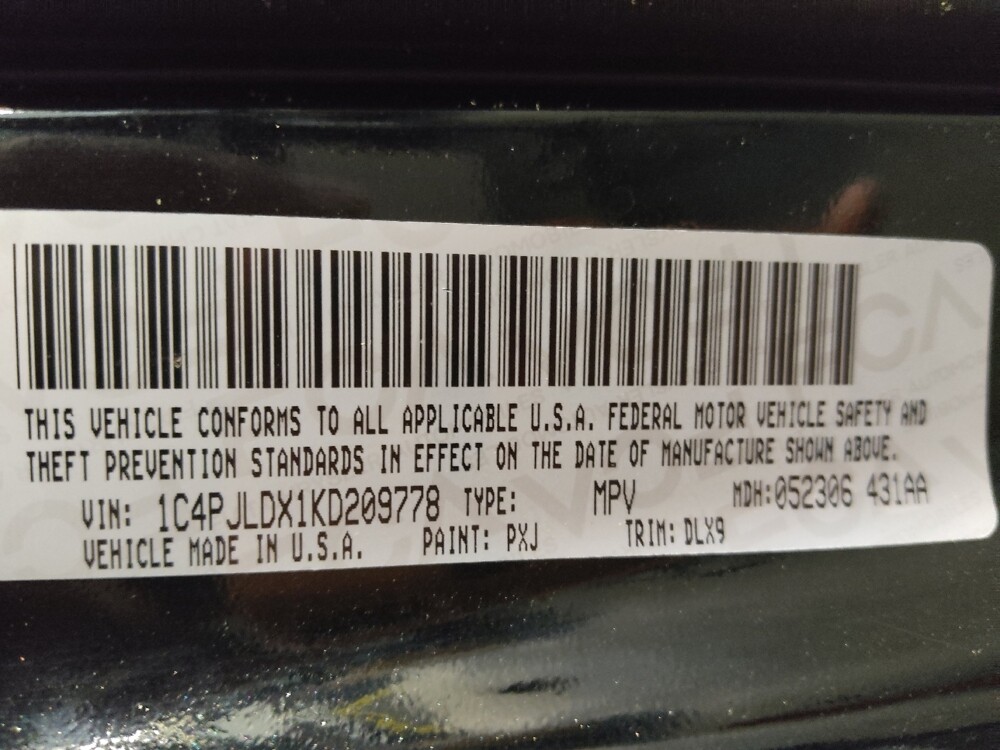 THIS VEHICLE CONFORMS TO ALL APPLICABLE U.S.A. FEDERAL MOTOR VEHICLE SAFETY AND
THEFT PREVENTION STANDARDS IN EFFECT ON THE DATE OF MANUFACTURE SHOWN ABOVE.
VIN: 1C4PJLDX1KD209778 TYPE: MPV MDH:052306 431AA
VEHICLE MADE IN U.S.A. PAINT: PXJ TRIM: DLX9